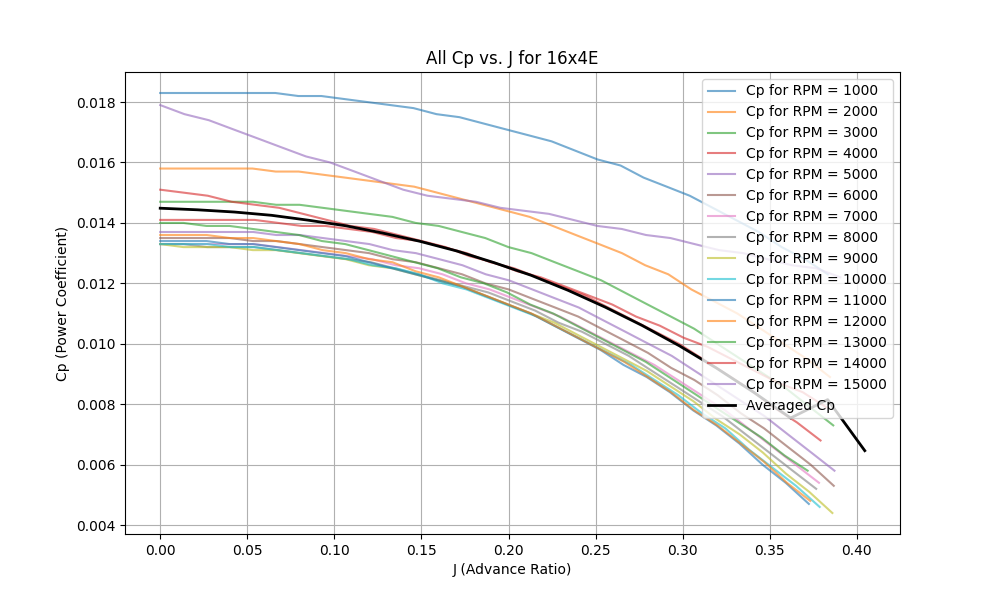 All Cp vs. J for 16x4E
Cp (Power Coefficient)
0.018
0.016
0.014
0.012
0.010
0.008
0.006
0.004
Cp for RPM = 1000
Cp for RPM = 2000
Cp for RPM = 3000
Cp for RPM = 4000
Cp for RPM = 5000
Cp for RPM = 6000
Cp for RPM = 7000
Cp for RPM = 8000
Cp for RPM = 9000
Cp for RPM = 10000
Cp for RPM = 11000
Cp for RPM = 12000
Cp for RPM = 13000
Cp for RPM = 14000
Cp for RPM = 15000
Averaged Cp
0.00 0.05 0.10 0.15 0.20 0.25 0.30 0.35 0.40
J (Advance Ratio)